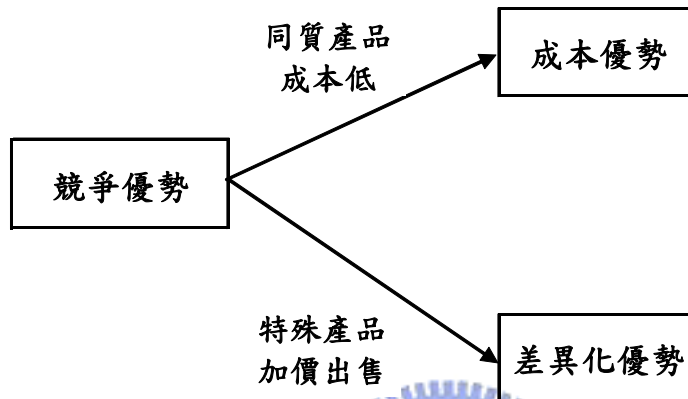 同質產品
成本低
成本優勢
競爭優勢
特殊產品
加價出售
差異化優勢